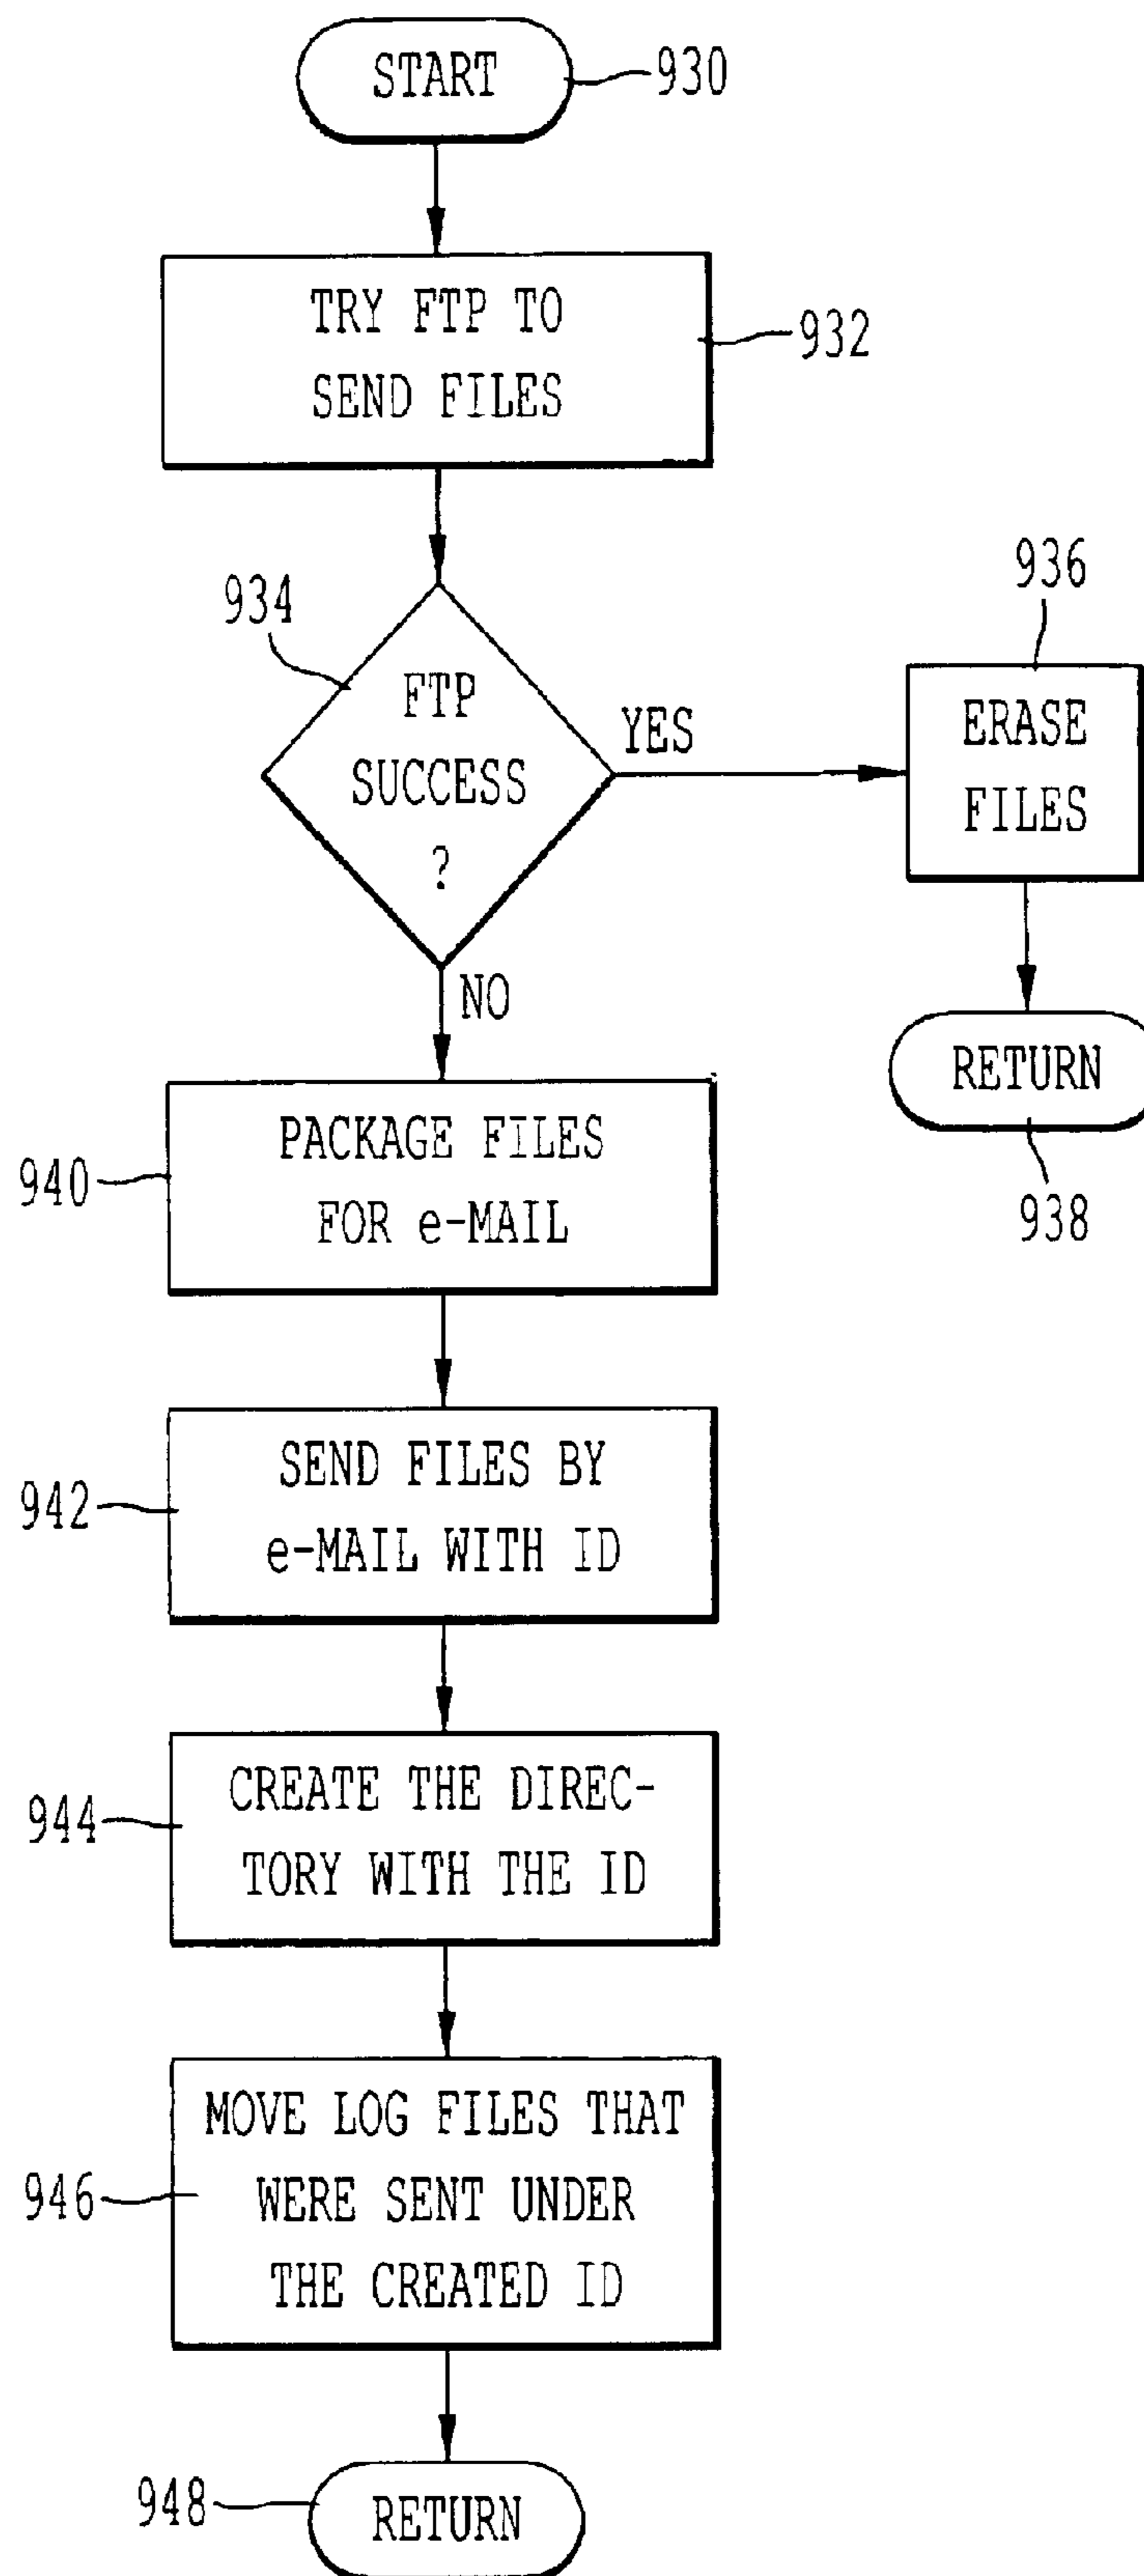 START
930
TRY FTP TO
SEND FILES
932
934
FTP
SUCCESS
?
YES
936
ERASE
FILES
RETURN
938
NO
PACKAGE FILES
FOR e-MAIL
940
SEND FILES BY
e-MAIL WITH ID
942
CREATE THE DIREC-
TORY WITH THE ID
944
MOVE LOG FILES THAT
WERE SENT UNDER
THE CREATED ID
946
RETURN
948